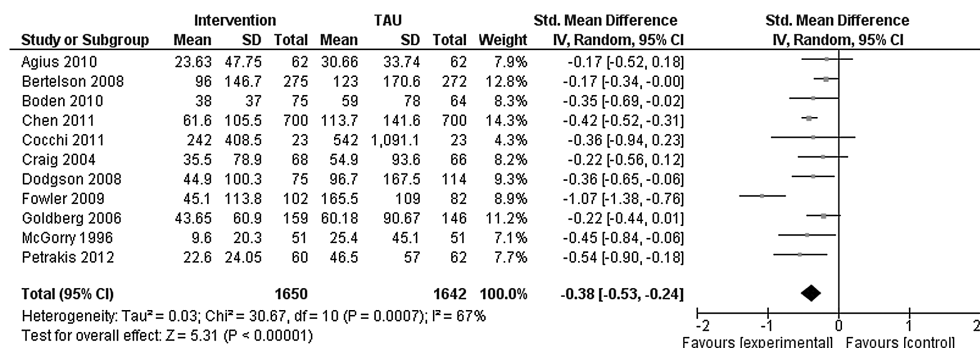 Intervention TAU Std. Mean Difference Std. Mean Difference
Study or Subgroup Mean SD Total Mean SD Total Weight IV, Random, 95% CI IV, Random, 95% CI
Agius 2010 23.63 47.75 62 30.66 33.74 62 7.9% -0.17 [-0.52, 0.18]
Bertelson 2008 96 146.7 275 123 170.6 272 12.8% -0.17 [-0.34, -0.00]
Boden 2010 38 37 75 59 78 64 8.3% -0.35 [-0.69, -0.02]
Chen 2011 61.6 105.5 700 113.7 141.6 700 14.3% -0.42 [-0.52, -0.31]
Cocchi 2011 242 408.5 23 542 1,091.1 23 4.3% -0.36 [-0.94, 0.23]
Craig 2004 35.5 78.9 68 54.9 93.6 66 8.2% -0.22 [-0.56, 0.12]
Dodgson 2008 44.9 100.3 75 96.7 167.5 114 9.3% -0.36 [-0.65, -0.06]
Fowler 2009 45.1 113.8 102 165.5 109 82 8.9% -1.07 [-1.38, -0.76]
Goldberg 2006 43.65 60.9 159 60.18 90.67 146 11.2% -0.22 [-0.44, 0.01]
McGorry 1996 9.6 20.3 51 25.4 45.1 51 7.1% -0.45 [-0.84, -0.06]
Petrakis 2012 22.6 24.05 60 46.5 57 62 7.7% -0.54 [-0.90, -0.18]
Total (95% CI) 1650 1642 100.0% -0.38 [-0.53, -0.24]
Heterogeneity: Tau² = 0.03; Chi² = 30.67, df = 10 (P = 0.0007); I² = 67%
Test for overall effect: Z = 5.31 (P < 0.00001)
-2 -1 0 1 2
Favours [experimental] Favours [control]